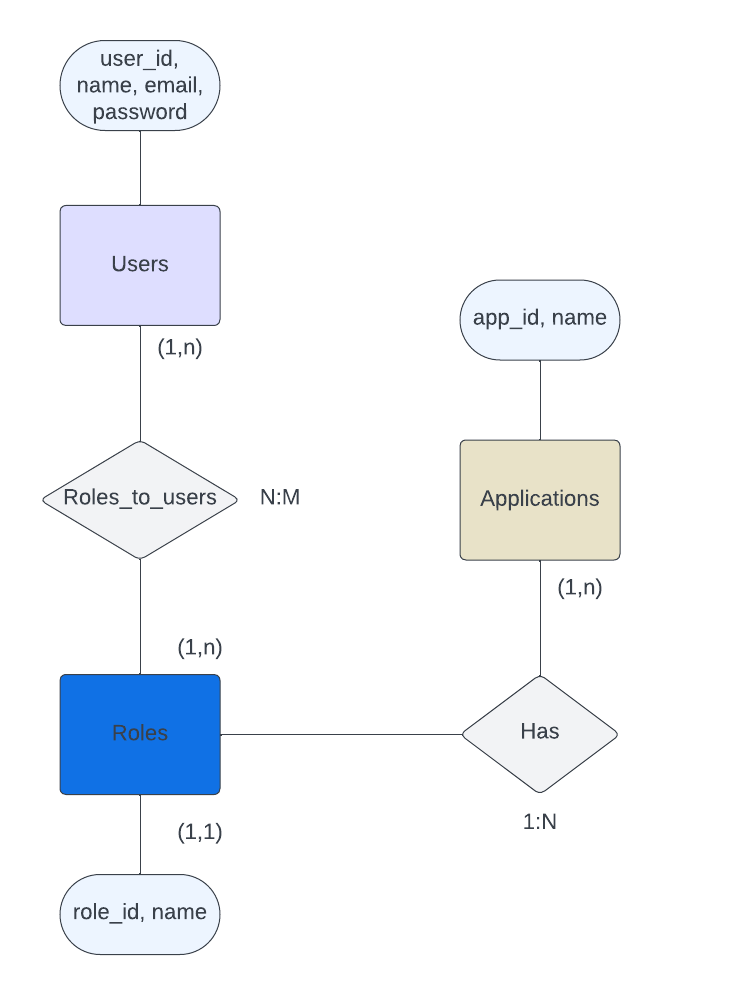 user_id,
name, email,
password
Users
(1,n)
app_id, name
Roles_to_users
N:M
Applications
(1,n)
(1,n)
Roles
Has
1:N
(1,1)
role_id, name